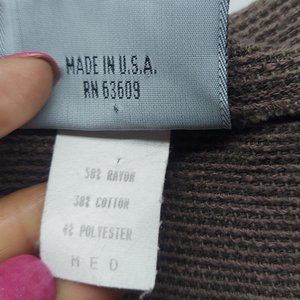 MADE IN U.S.A.
RN 63609
58% RAYON
38% COTTON
4% POLYESTER
MED